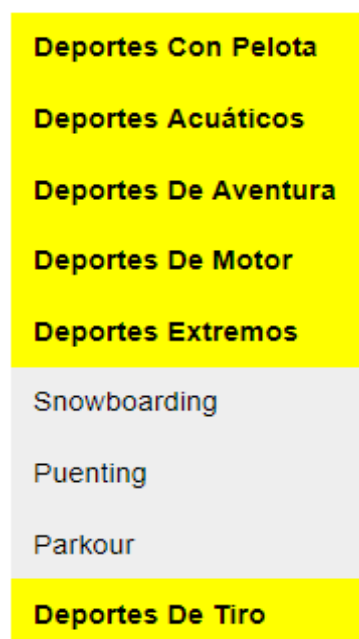 Deportes Con Pelota
Deportes Acuáticos
Deportes De Aventura
Deportes De Motor
Deportes Extremos
Snowboarding
Puenting
Parkour
Deportes De Tiro